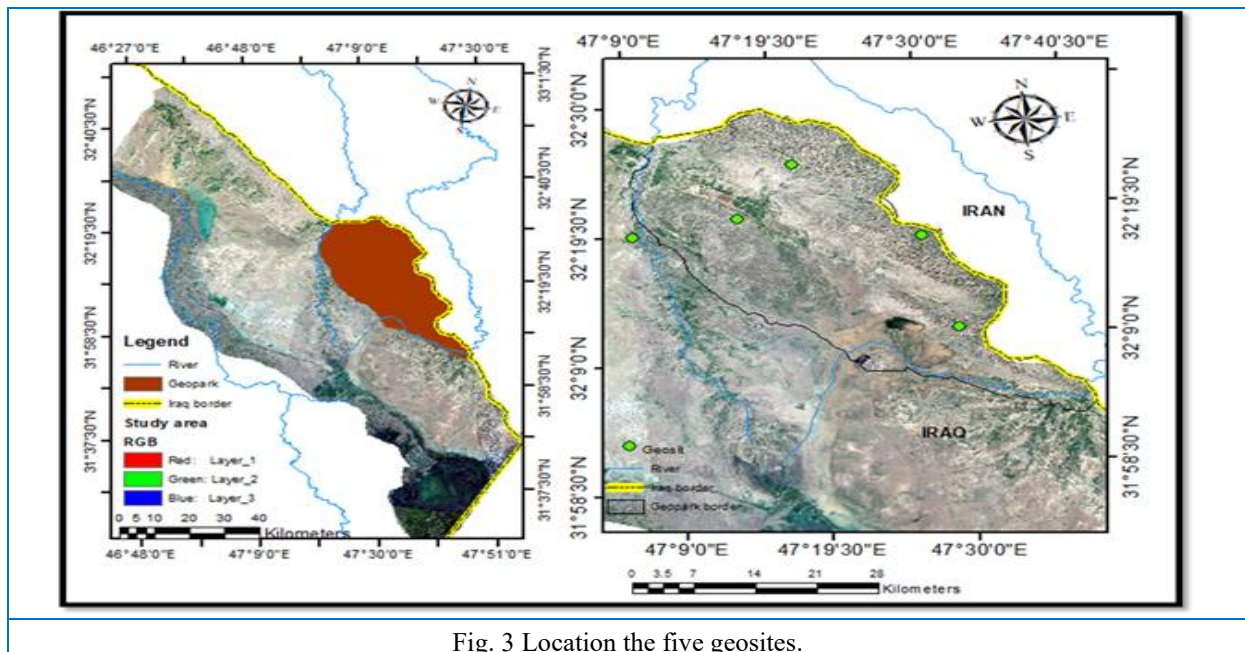 46°27'0"E 46°48'0"E 47°9'0"E 47°30'0"E
33°1'30"N
32°40'30"N
32°19'30"N
31°58'30"N
31°37'30"N
32°40'30"N
32°19'30"N
31°58'30"N
31°37'30"N
N
W E
S
Legend
River
Geopark
Iraq border
Study area
RGB
Red: Layer_1
Green: Layer_2
Blue: Layer_3
0 5 10 20 30 40
Kilometers
46°48'0"E 47°9'0"E 47°30'0"E 47°51'0"E
47°9'0"E 47°19'30"E 47°30'0"E 47°40'30"E
32°30'0"N
32°19'30"N
32°9'0"N
31°58'30"N
32°19'30"N
32°9'0"N
31°58'30"N
N
W E
S
IRAN
IRAQ
Geosit
River
Iraq border
Geopark border
47°9'0"E 47°19'30"E 47°30'0"E
0 3.5 7 14 21 28
Kilometers
Fig. 3 Location the five geosites.